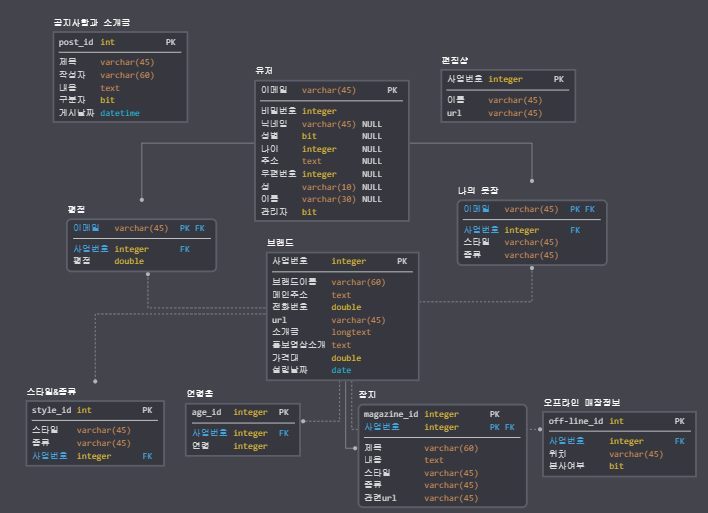 공지사항과 소개글
post_id int PK
제목 varchar(45)
작성자 varchar(60)
내용 text
구분자 bit
게시날짜 datetime
유저
이메일 varchar(45) PK
비밀번호 integer
닉네임 varchar(45) NULL
성별 bit NULL
나이 integer NULL
주소 text NULL
우편번호 integer NULL
성 varchar(10) NULL
이름 varchar(30) NULL
관리자 bit
편집샵
사업번호 integer PK
이름 varchar(45)
url varchar(45)
평점
이메일 varchar(45) PK FK
사업번호 integer FK
평점 double
나의 옷장
이메일 varchar(45) PK FK
사업번호 integer FK
스타일 varchar(45)
종류 varchar(45)
브랜드
사업번호 integer PK
브랜드이름 varchar(60)
메인주소 text
전화번호 double
url varchar(45)
소개글 longtext
홍보영상소개 text
가격대 double
설립날짜 date
스타일&종류
style_id int PK
스타일 varchar(45)
종류 varchar(45)
사업번호 integer FK
연령층
age_id integer PK
사업번호 integer FK
연령 integer
잡지
magazine_id integer PK
사업번호 integer PK FK
제목 varchar(60)
내용 text
스타일 varchar(45)
종류 varchar(45)
관련url varchar(45)
오프라인 매장정보
off-line_id int PK
사업번호 integer FK
위치 varchar(45)
본사여부 bit